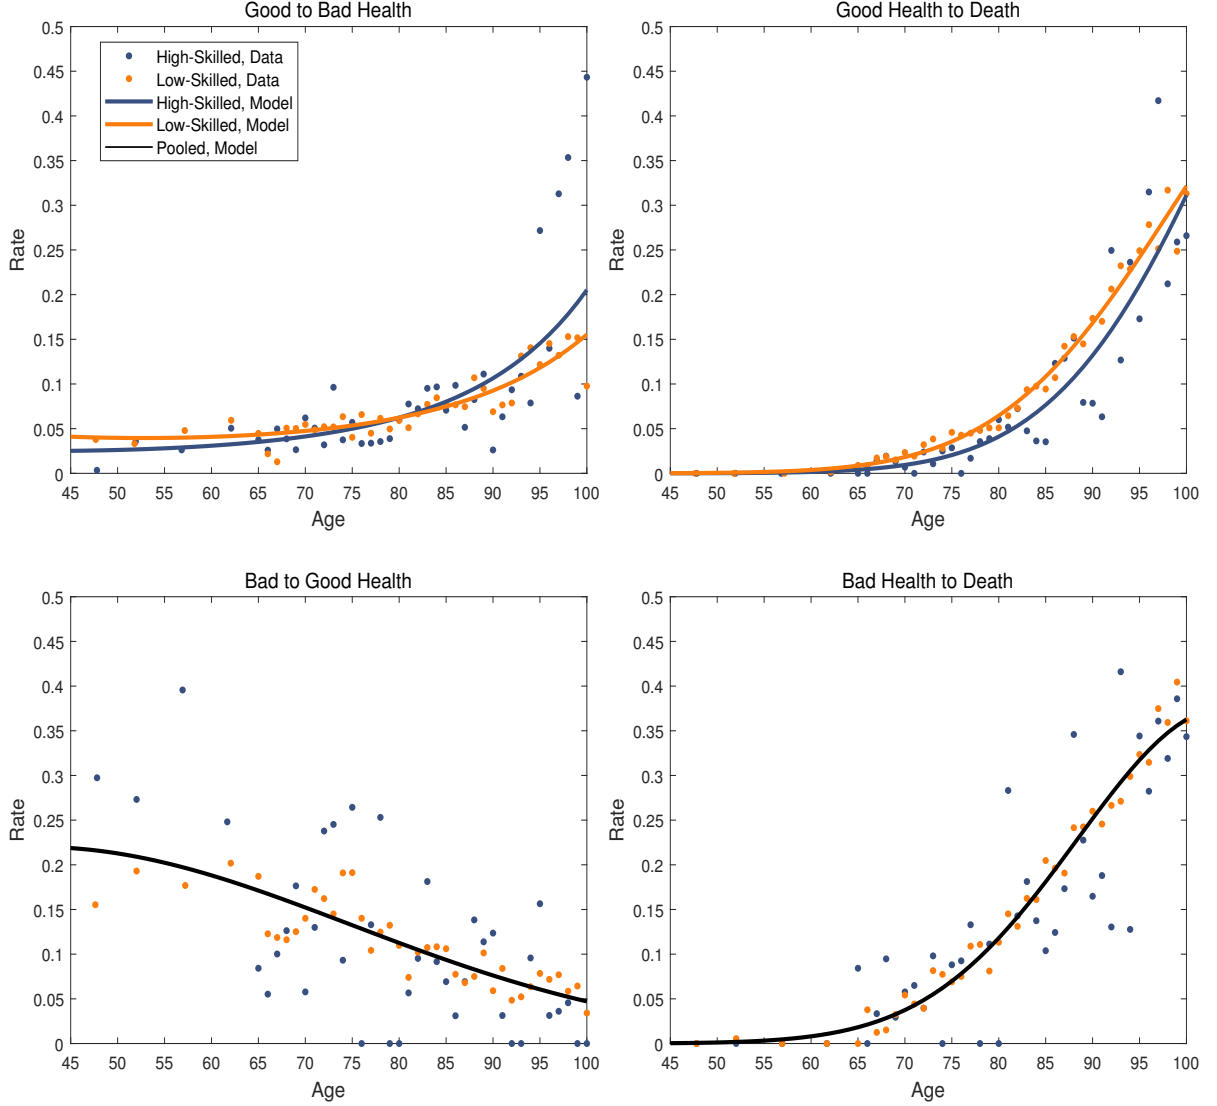 Good to Bad Health
0.5
0.45
0.4
0.35
0.3
0.25
0.2
0.15
0.1
0.05
0
Rate
High-Skilled, Data
Low-Skilled, Data
High-Skilled, Model
Low-Skilled, Model
Pooled, Model
45 50 55 60 65 70 75 80 85 90 95 100
Age
Good Health to Death
0.5
0.45
0.4
0.35
0.3
0.25
0.2
0.15
0.1
0.05
0
Rate
45 50 55 60 65 70 75 80 85 90 95 100
Age
Bad to Good Health
0.5
0.45
0.4
0.35
0.3
0.25
0.2
0.15
0.1
0.05
0
Rate
45 50 55 60 65 70 75 80 85 90 95 100
Age
Bad Health to Death
0.5
0.45
0.4
0.35
0.3
0.25
0.2
0.15
0.1
0.05
0
Rate
45 50 55 60 65 70 75 80 85 90 95 100
Age